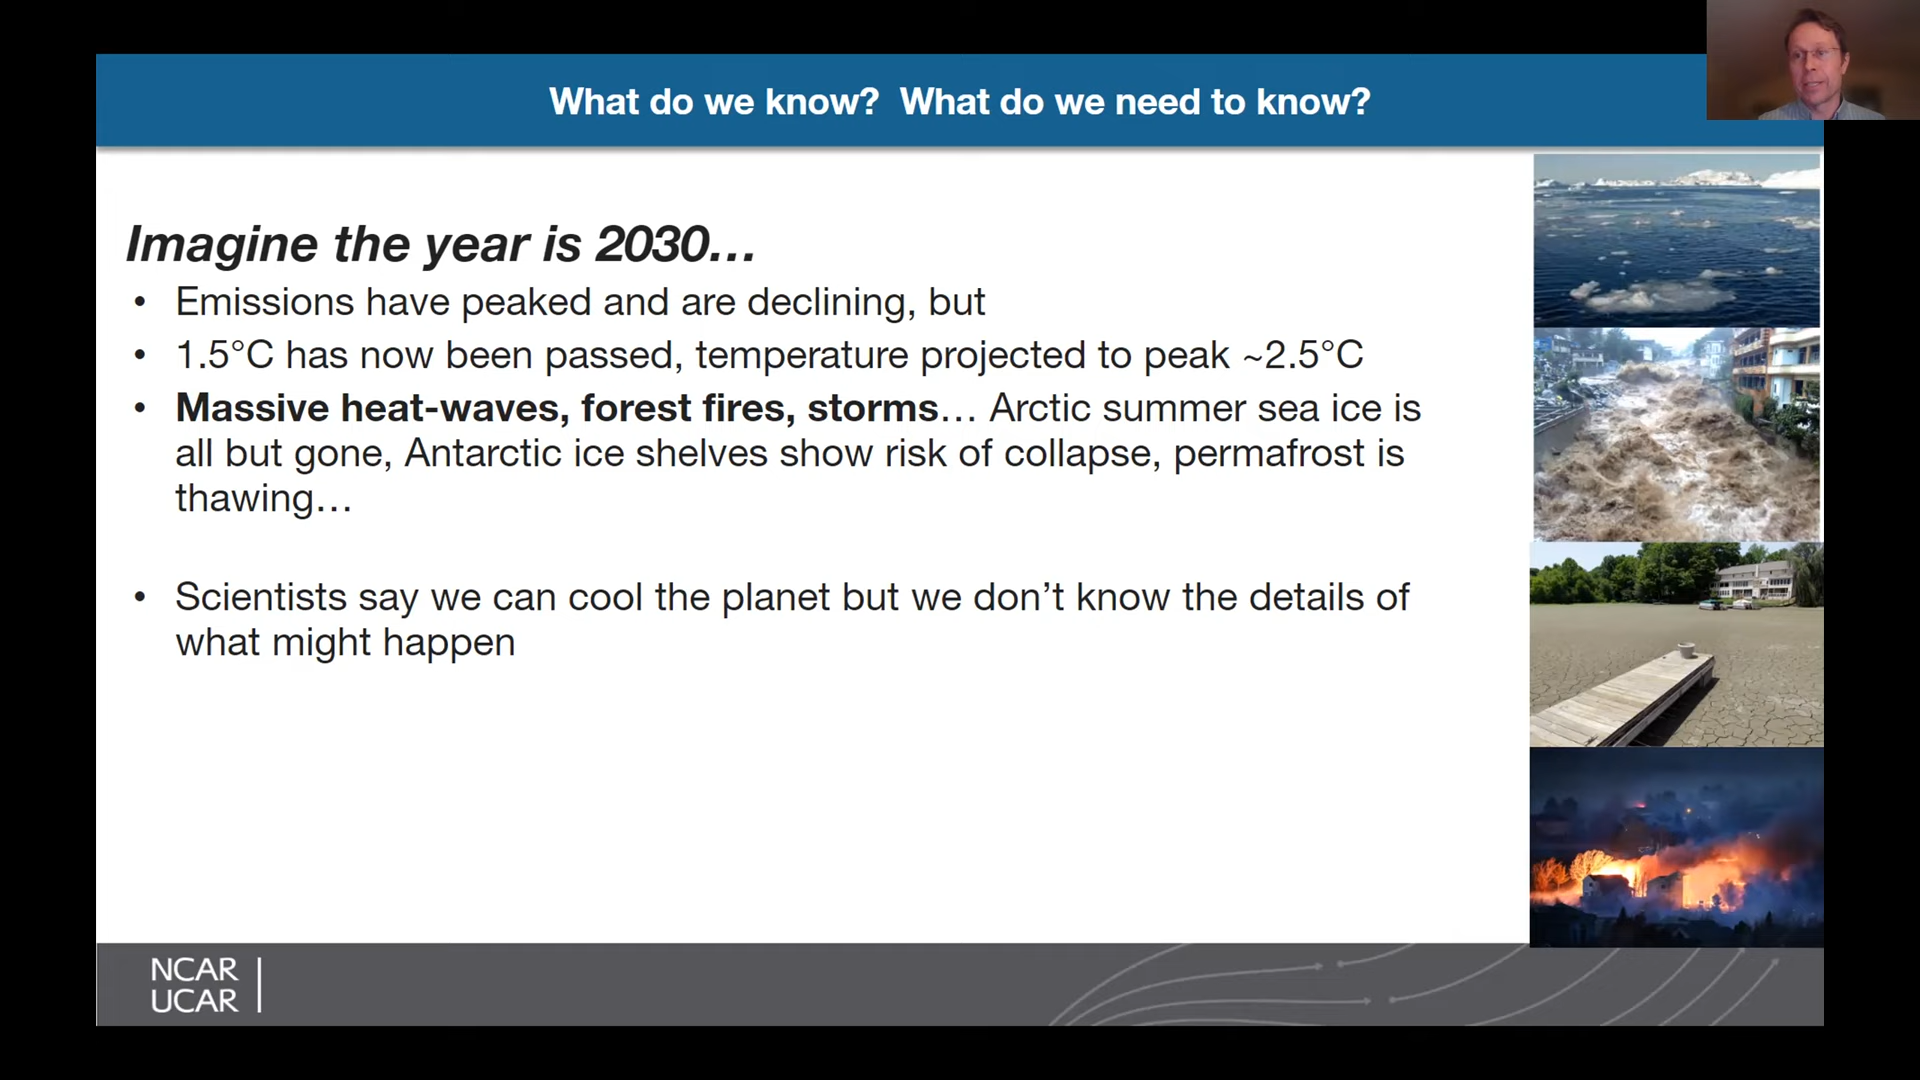 What do we know?  What do we need to know?
Imagine the year is 2030…
• Emissions have peaked and are declining, but
• 1.5°C has now been passed, temperature projected to peak ~2.5°C
• Massive heat-waves, forest fires, storms… Arctic summer sea ice is
all but gone, Antarctic ice shelves show risk of collapse, permafrost is
thawing…
• Scientists say we can cool the planet but we don’t know the details of
what might happen
NCAR
UCAR